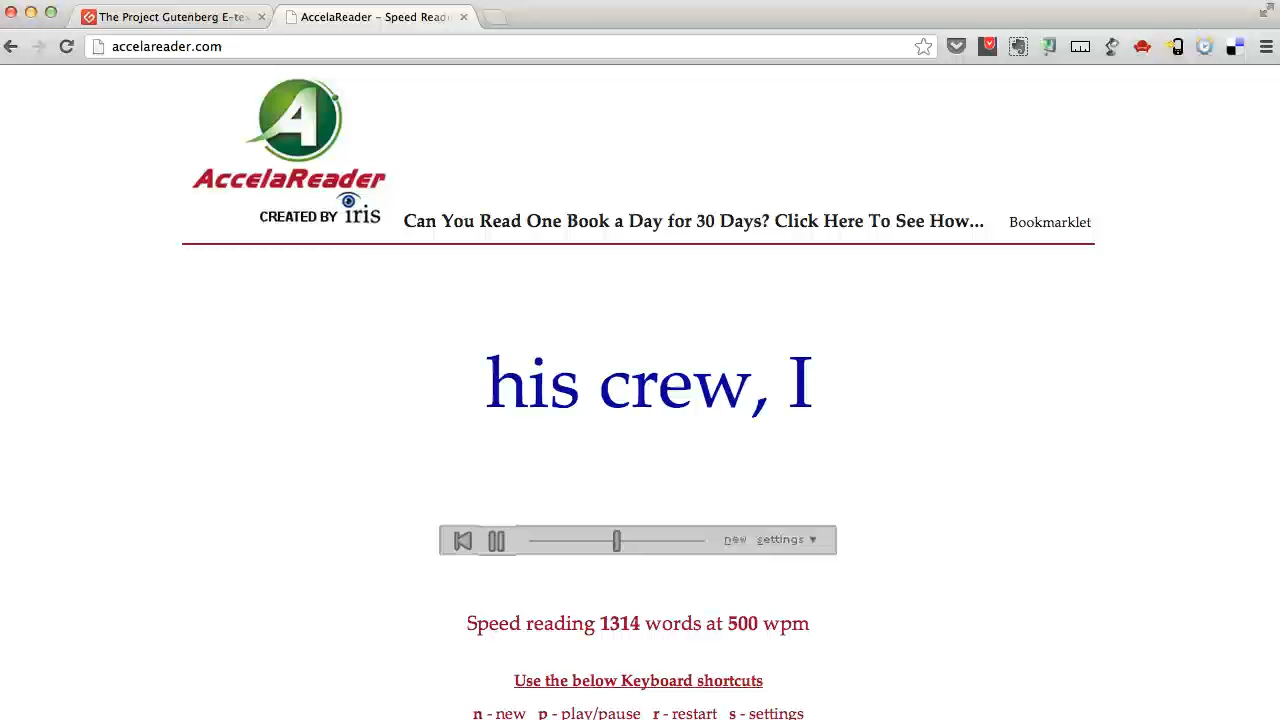 The Project Gutenberg E-te
AccelaReader – Speed Read
accelareader.com
A
AccelaReader
CREATED BY iris
Can You Read One Book a Day for 30 Days? Click Here To See How...
Bookmarklet
his crew, I
new settings ▼
Speed reading 1314 words at 500 wpm
Use the below Keyboard shortcuts
n - new p - play/pause r - restart s - settings